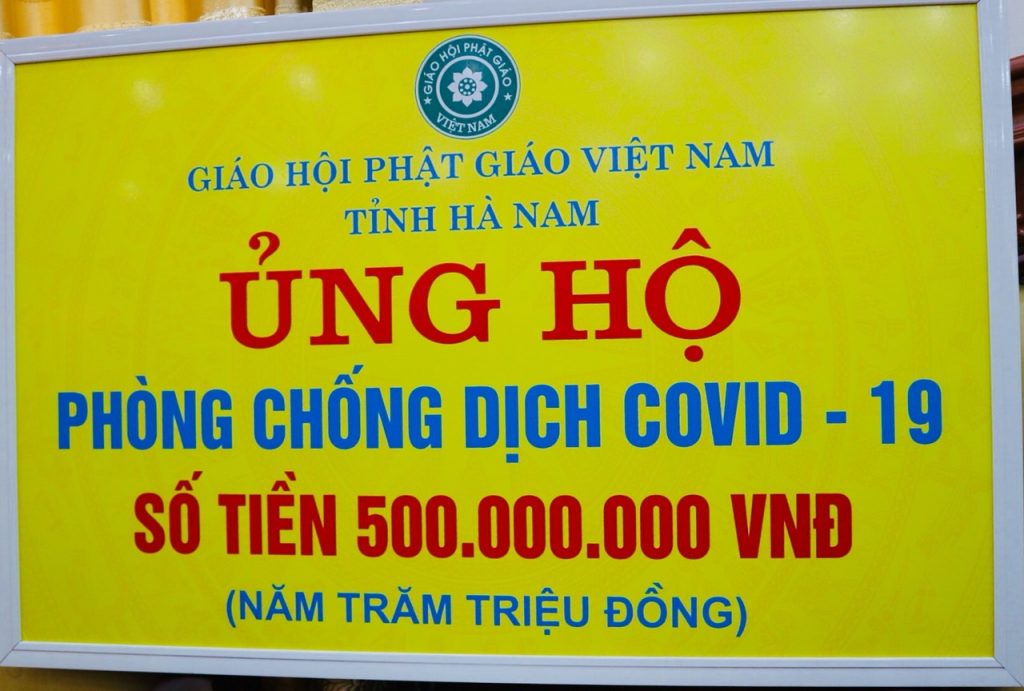 GIÁO HỘI PHẬT GIÁO
VIỆT NAM
GIÁO HỘI PHẬT GIÁO VIỆT NAM
TỈNH HÀ NAM
ỦNG HỘ
PHÒNG CHỐNG DỊCH COVID - 19
SỐ TIỀN 500.000.000 VNĐ
(NĂM TRĂM TRIỆU ĐỒNG)